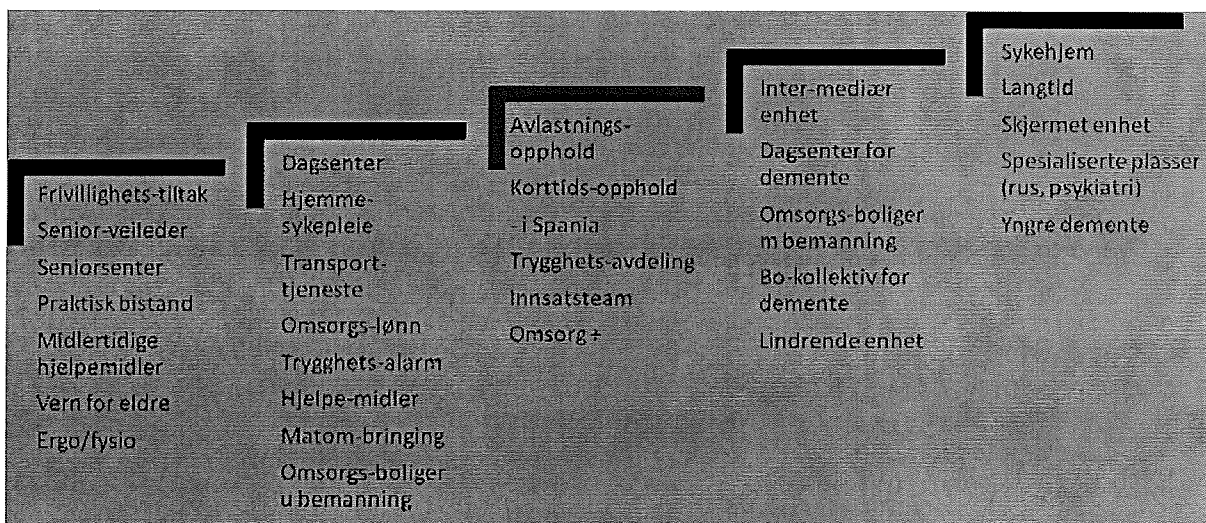 Frivillighets-tiltak
Senior-veileder
Seniorsenter
Praktisk bistand
Midlertidige
hjelpemidler
Vern for eldre
Ergo/fysio
Dagsenter
Hjemme-
sykepleie
Transport-
tjeneste
Omsorgs-lønn
Trygghets-alarm
Hjelpe-midler
Matom-bringing
Omsorgs-boliger
u bemanning
Avlastnings-
opphold
Korttids-opphold
- i Spania
Trygghets-avdeling
Innsatsteam
Omsorg+
Inter-mediær
enhet
Dagsenter for
demente
Omsorgs-boliger
m bemanning
Bo-kollektiv for
demente
Lindrende enhet
Sykehjem
Langtid
Skjermet enhet
Spesialiserte plasser
(rus, psykiatri)
Yngre demente